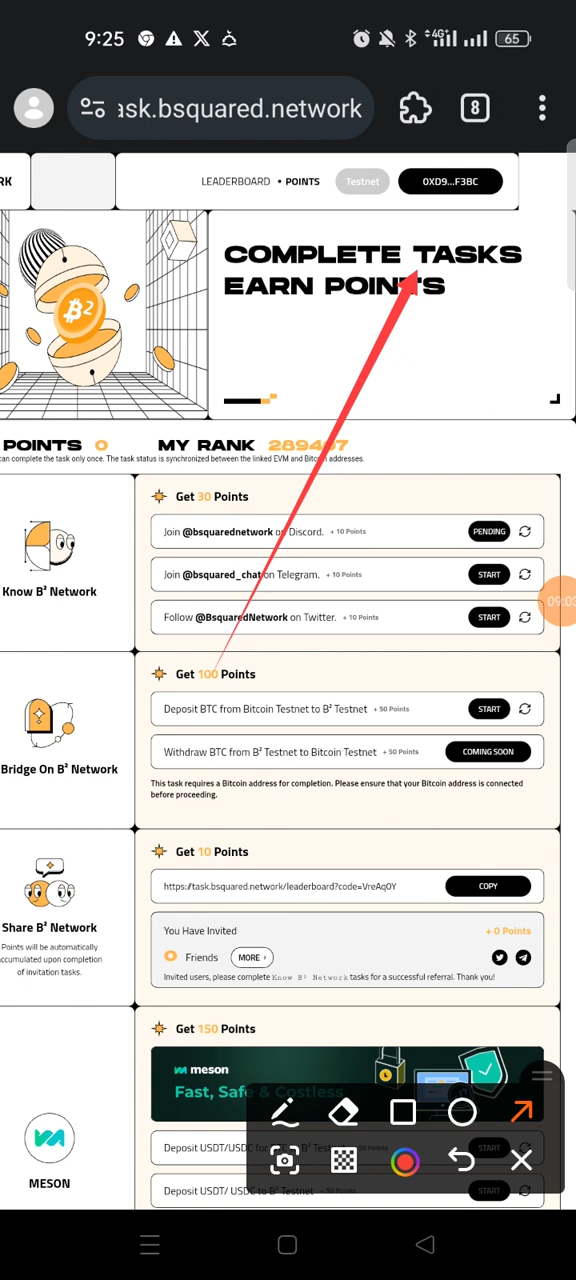 9:25
4G+
65
ask.bsquared.network
8
RK
LEADERBOARD • POINTS
Testnet
0XD9...F3BC
COMPLETE TASKS
EARN POINTS
POINTS 0
MY RANK 289407
can complete the task only once. The task status is synchronized between the linked EVM and Bitcoin addresses.
Get 30 Points
Join @bsquarednetwork on Discord. + 10 Points
PENDING
Join @bsquared_chat on Telegram. + 10 Points
START
Know B² Network
Follow @BsquaredNetwork on Twitter. + 10 Points
START
09:03
Get 100 Points
Deposit BTC from Bitcoin Testnet to B² Testnet + 50 Points
START
Withdraw BTC from B² Testnet to Bitcoin Testnet + 50 Points
COMING SOON
Bridge On B² Network
This task requires a Bitcoin address for completion. Please ensure that your Bitcoin address is connected
before proceeding.
Get 10 Points
https://task.bsquared.network/leaderboard?code=VreAqOY
COPY
Share B² Network
Points will be automatically
accumulated upon completion
of invitation tasks.
You Have Invited
+ 0 Points
0 Friends
MORE ›
Invited users, please complete Know B² Network tasks for a successful referral. Thank you!
Get 150 Points
meson
Fast, Safe & Costless
MESON
Deposit USDT/USDC
START
Deposit USDT/ USDC to B² Testnet + 50 Points
START